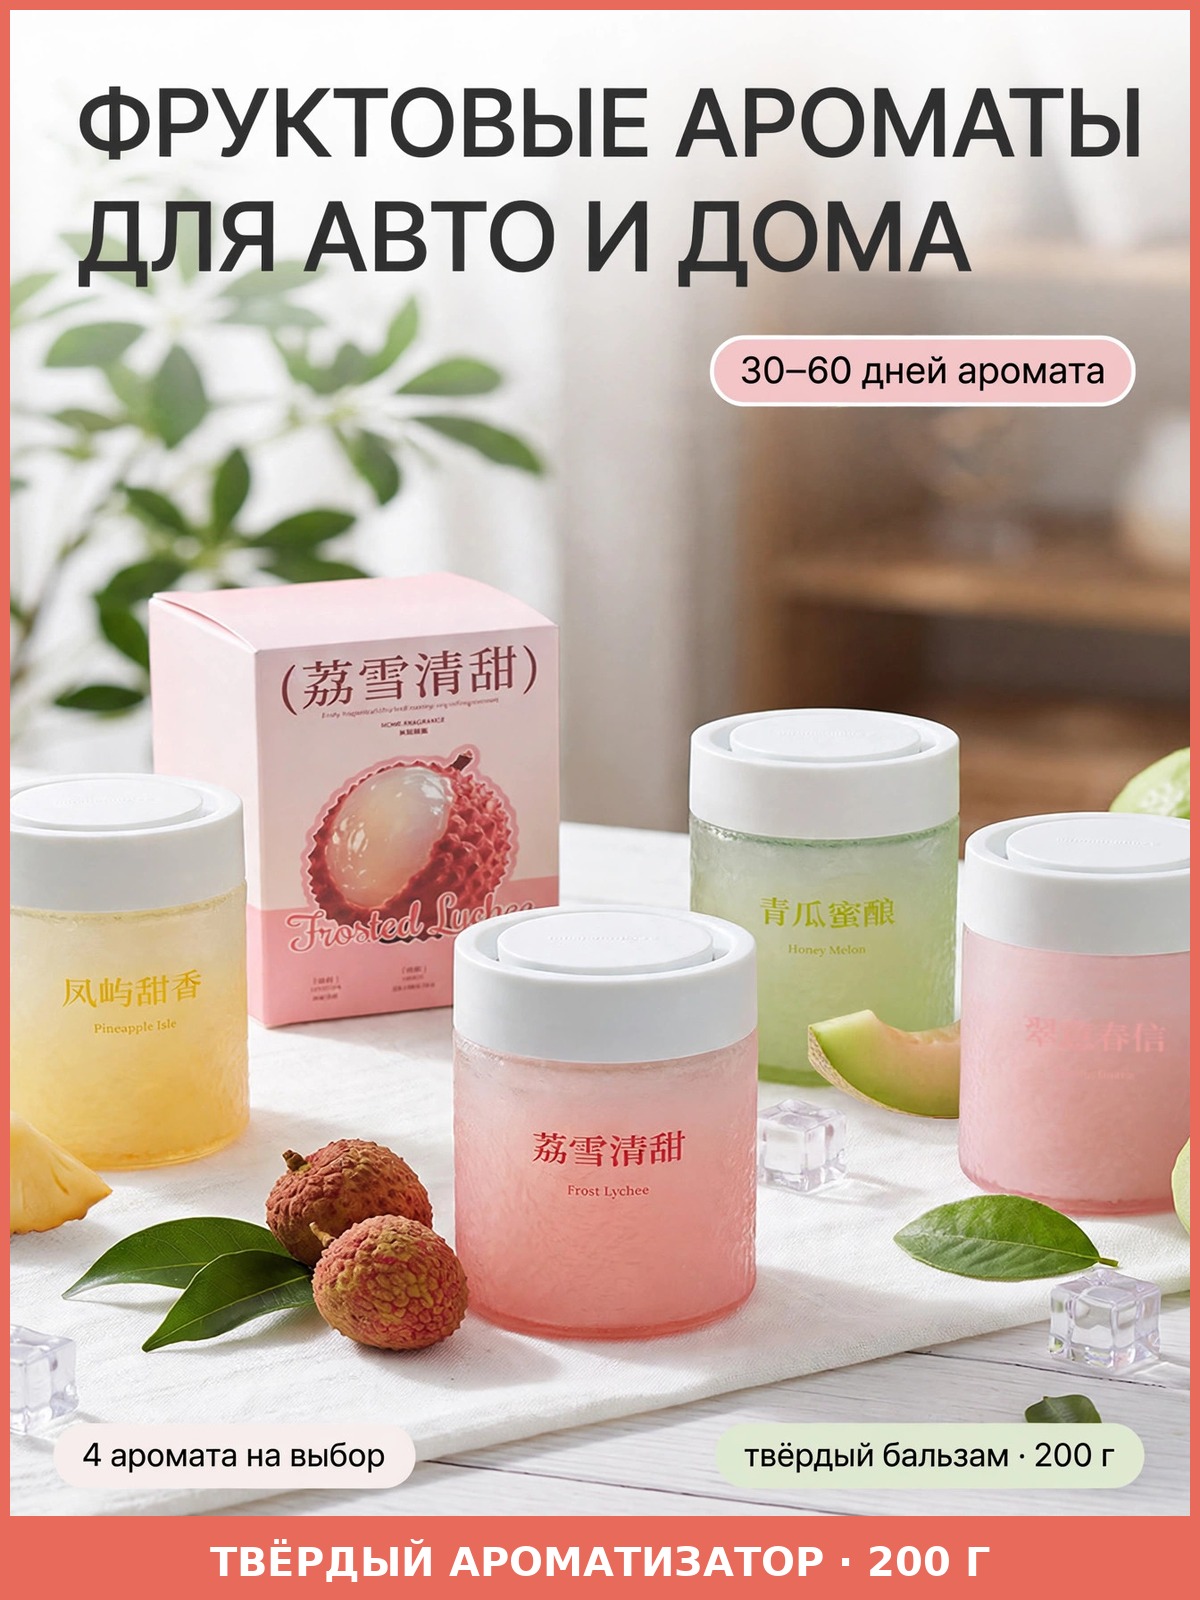 ФРУКТОВЫЕ АРОМАТЫ
ДЛЯ АВТО И ДОМА
30–60 дней аромата
(荔雪清甜)
HOME FRAGRANCE
Frosted Lychee
青瓜蜜酿
Honey Melon
凤屿甜香
Pineapple Isle
春信
荔雪清甜
Frost Lychee
4 аромата на выбор
твёрдый бальзам · 200 г
ТВЁРДЫЙ АРОМАТИЗАТОР · 200 Г